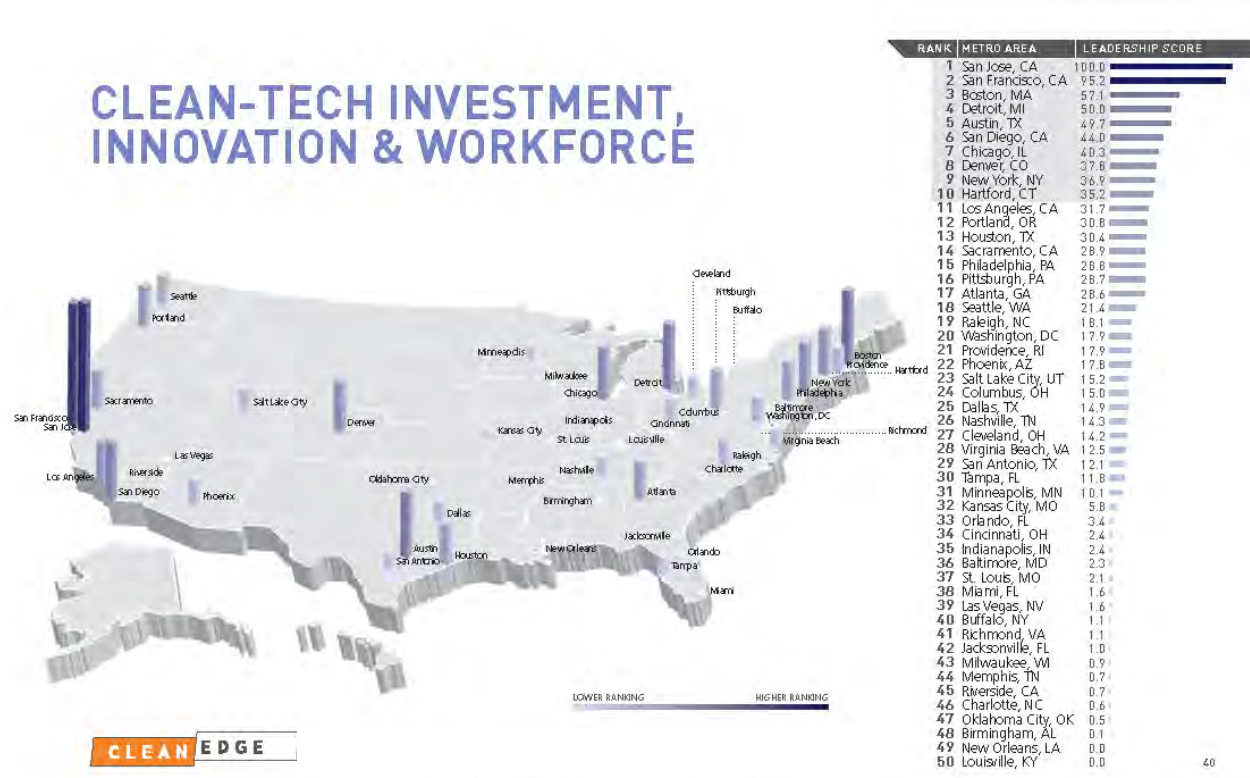 CLEAN-TECH INVESTMENT,
INNOVATION & WORKFORCE
RANK METRO AREA LEADERSHIP SCORE
1 San Jose, CA 100.0
2 San Francisco, CA 95.2
3 Boston, MA 57.1
4 Detroit, MI 50.0
5 Austin, TX 49.7
6 San Diego, CA 44.0
7 Chicago, IL 40.3
8 Denver, CO 37.8
9 New York, NY 36.9
10 Hartford, CT 35.2
11 Los Angeles, CA 31.7
12 Portland, OR 30.8
13 Houston, TX 30.4
14 Sacramento, CA 28.9
15 Philadelphia, PA 28.8
16 Pittsburgh, PA 28.7
17 Atlanta, GA 28.6
18 Seattle, WA 21.4
19 Raleigh, NC 18.1
20 Washington, DC 17.9
21 Providence, RI 17.9
22 Phoenix, AZ 17.8
23 Salt Lake City, UT 15.2
24 Columbus, OH 15.0
25 Dallas, TX 14.9
26 Nashville, TN 14.3
27 Cleveland, OH 14.2
28 Virginia Beach, VA 12.5
29 San Antonio, TX 12.1
30 Tampa, FL 11.8
31 Minneapolis, MN 10.1
32 Kansas City, MO 5.8
33 Orlando, FL 3.4
34 Cincinnati, OH 2.4
35 Indianapolis, IN 2.4
36 Baltimore, MD 2.3
37 St. Louis, MO 2.1
38 Miami, FL 1.6
39 Las Vegas, NV 1.6
40 Buffalo, NY 1.1
41 Richmond, VA 1.1
42 Jacksonville, FL 1.0
43 Milwaukee, WI 0.9
44 Memphis, TN 0.7
45 Riverside, CA 0.7
46 Charlotte, NC 0.6
47 Oklahoma City, OK 0.5
48 Birmingham, AL 0.1
49 New Orleans, LA 0.0
50 Louisville, KY 0.0
Cleveland
Pittsburgh
Buffalo
Seattle
Portland
Minneapolis
Boston
Providence
Hartford
Milwaukee
Detroit
New York
Chicago
Philadelphia
Sacramento
Salt Lake City
Columbus
Baltimore
Washington, DC
San Francisco
San Jose
Denver
Indianapolis
Cincinnati
Kansas City
Richmond
St. Louis
Louisville
Virginia Beach
Las Vegas
Raleigh
Los Angeles
Riverside
Nashville
Charlotte
Oklahoma City
Memphis
San Diego
Phoenix
Atlanta
Birmingham
Dallas
Jacksonville
Austin
New Orleans
Orlando
San Antonio
Houston
Tampa
Miami
LOWER RANKING HIGHER RANKING
CLEAN EDGE
40